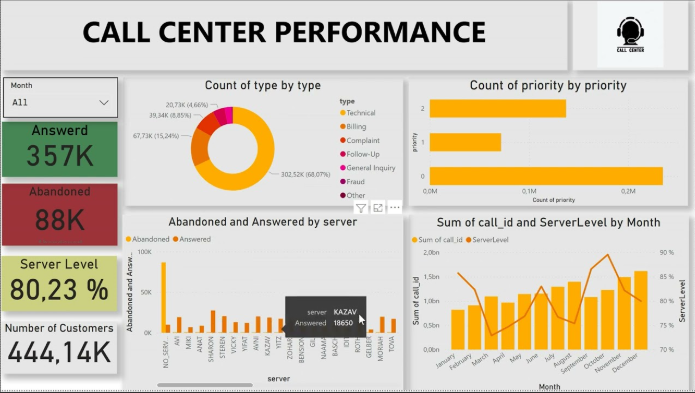 CALL CENTER PERFORMANCE
CALL CENTER
Month
All
Answerd
357K
Abandoned
88K
Server Level
80,23 %
Number of Customers
444,14K
Count of type by type
20,73K (4,66%)
39,34K (8,85%)
67,73K (15,24%)
302,52K (68,07%)
type
Technical
Billing
Complaint
Follow-Up
General Inquiry
Fraud
Other
Count of priority by priority
priority
2
1
0
0,0M 0,1M 0,2M
Count of priority
Abandoned and Answered by server
Abandoned Answered
Abandoned and Answ...
100K
50K
0K
server KAZAV
Answered 18650
NO_SERV... AVI MIKI ANAT SHARON STEREN VICKY YIFAT AVNI KAZAV YITZ ZOHAR BENSION GIL NAAMA BASCH IDIT ROTH GELBER MORIAH TOVA
server
Sum of call_id and ServerLevel by Month
Sum of call_id ServerLevel
Sum of call_id
2,0bn
1,5bn
1,0bn
0,5bn
0,0bn
90 %
85 %
80 %
75 %
70 %
ServerLevel
January February March April May June July August September October November December
Month